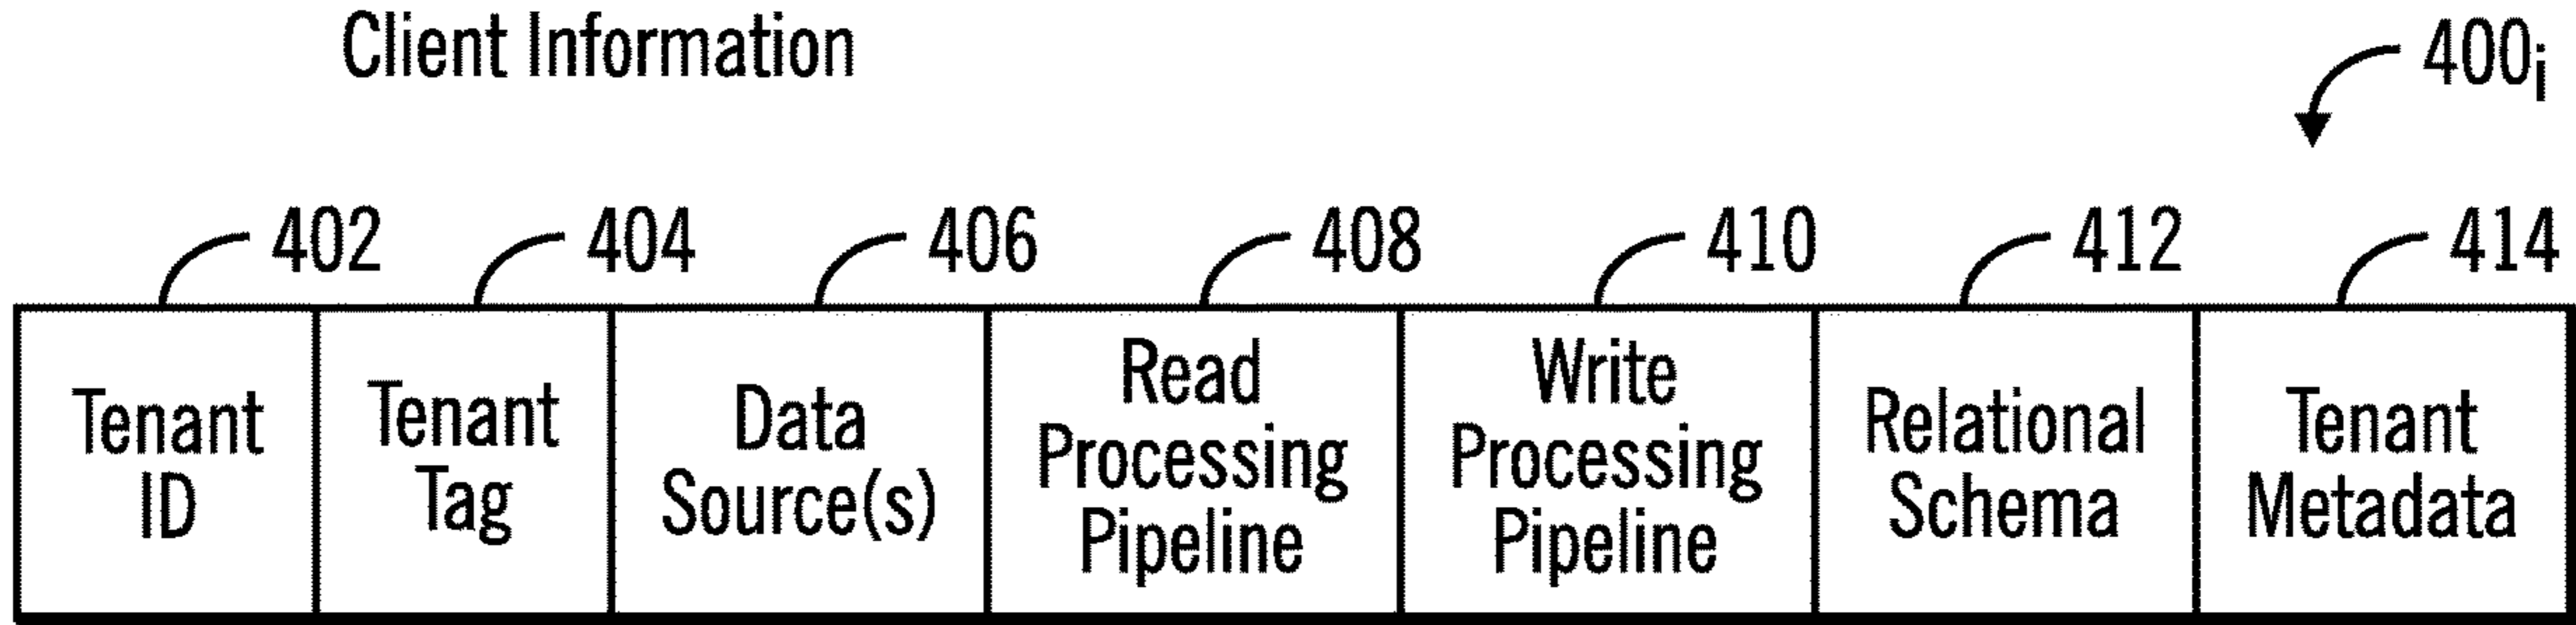 Client Information
400i
402 404 406 408 410 412 414
Tenant
ID
Tenant
Tag
Data
Source(s)
Read
Processing
Pipeline
Write
Processing
Pipeline
Relational
Schema
Tenant
Metadata